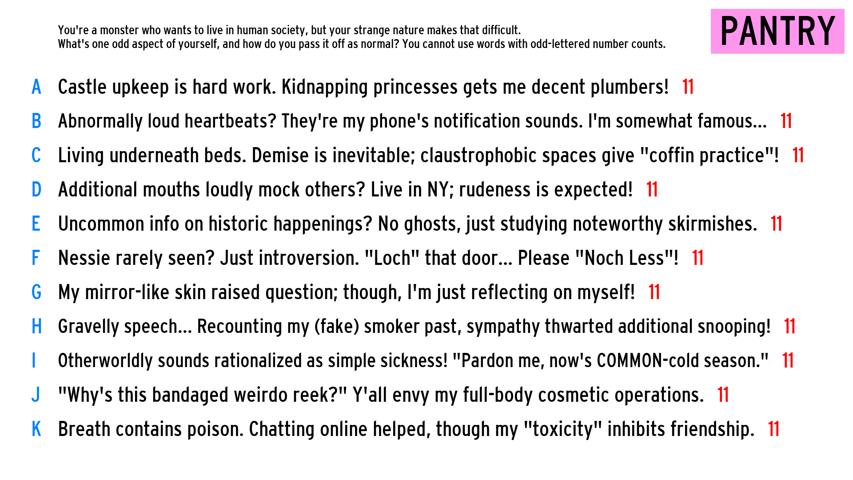 You're a monster who wants to live in human society, but your strange nature makes that difficult.
What's one odd aspect of yourself, and how do you pass it off as normal? You cannot use words with odd-lettered number counts.
PANTRY
A Castle upkeep is hard work. Kidnapping princesses gets me decent plumbers! 11
B Abnormally loud heartbeats? They're my phone's notification sounds. I'm somewhat famous... 11
C Living underneath beds. Demise is inevitable; claustrophobic spaces give "coffin practice"! 11
D Additional mouths loudly mock others? Live in NY; rudeness is expected! 11
E Uncommon info on historic happenings? No ghosts, just studying noteworthy skirmishes. 11
F Nessie rarely seen? Just introversion. "Loch" that door... Please "Noch Less"! 11
G My mirror-like skin raised question; though, I'm just reflecting on myself! 11
H Gravelly speech... Recounting my (fake) smoker past, sympathy thwarted additional snooping! 11
I Otherworldly sounds rationalized as simple sickness! "Pardon me, now's COMMON-cold season." 11
J "Why's this bandaged weirdo reek?" Y'all envy my full-body cosmetic operations. 11
K Breath contains poison. Chatting online helped, though my "toxicity" inhibits friendship. 11